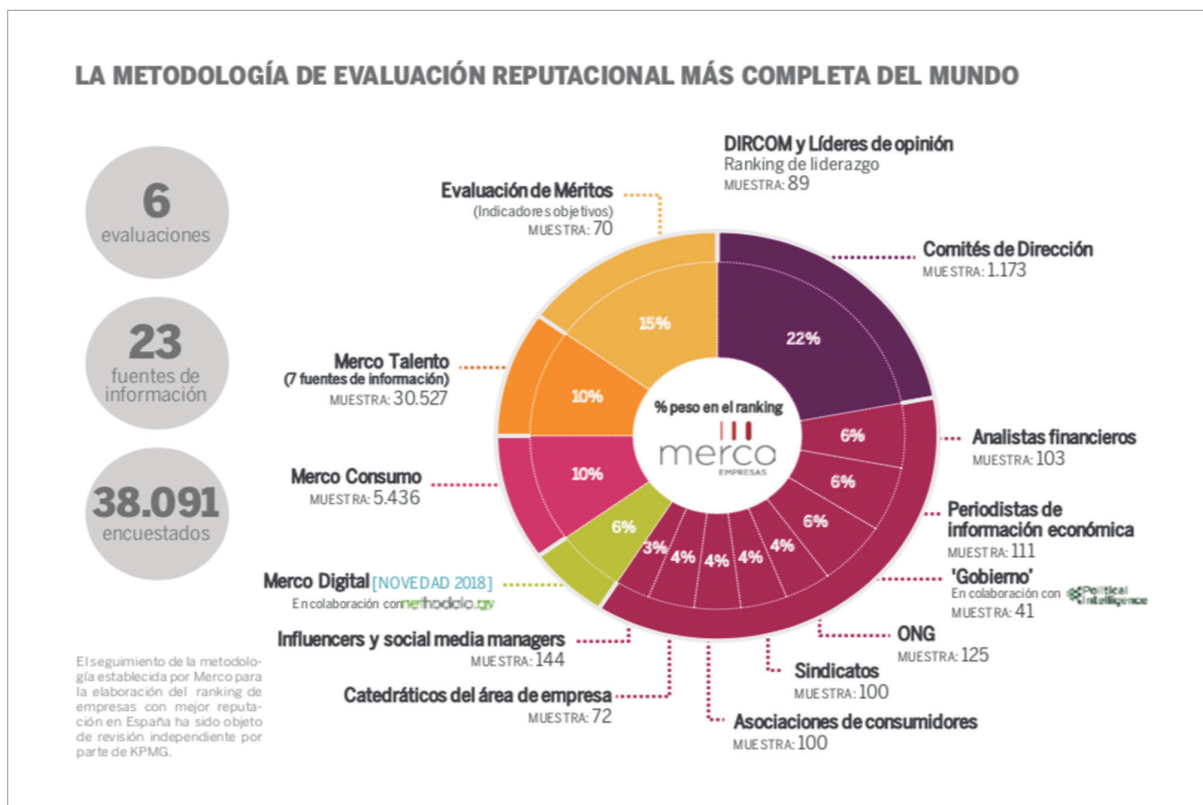 LA METODOLOGÍA DE EVALUACIÓN REPUTACIONAL MÁS COMPLETA DEL MUNDO
6
evaluaciones
23
fuentes de
información
38.091
encuestados
DIRCOM y Líderes de opinión
Ranking de liderazgo
MUESTRA: 89
Comités de Dirección
MUESTRA: 1.173
Analistas financieros
MUESTRA: 103
Periodistas de
información económica
MUESTRA: 111
'Gobierno'
En colaboración con Political Intelligence
MUESTRA: 41
ONG
MUESTRA: 125
Sindicatos
MUESTRA: 100
Asociaciones de consumidores
MUESTRA: 100
Catedráticos del área de empresa
MUESTRA: 72
Influencers y social media managers
MUESTRA: 144
Merco Digital [NOVEDAD 2018]
En colaboración con nethodology
Merco Consumo
MUESTRA: 5.436
Merco Talento
(7 fuentes de información)
MUESTRA: 30.527
Evaluación de Méritos
(Indicadores objetivos)
MUESTRA: 70
22%
6%
6%
6%
4%
4%
4%
4%
3%
6%
10%
10%
15%
% peso en el ranking
merco
EMPRESAS
El seguimiento de la metodolo-
gía establecida por Merco para
la elaboración del ranking de
empresas con mejor reputa-
ción en España ha sido objeto
de revisión independiente por
parte de KPMG.